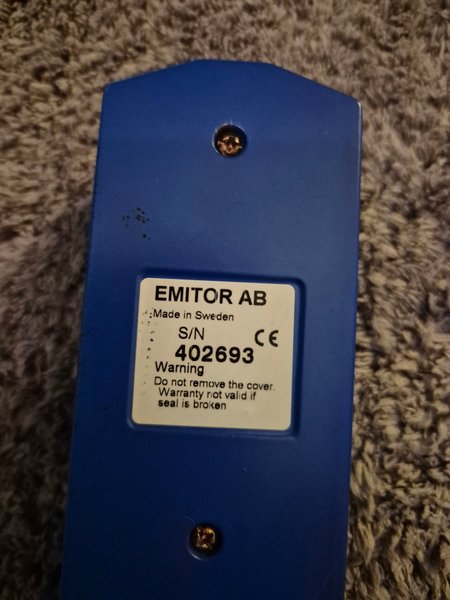 EMITOR AB
Made in Sweden
S/N CE
402693
Warning
Do not remove the cover.
Warranty not valid if
seal is broken